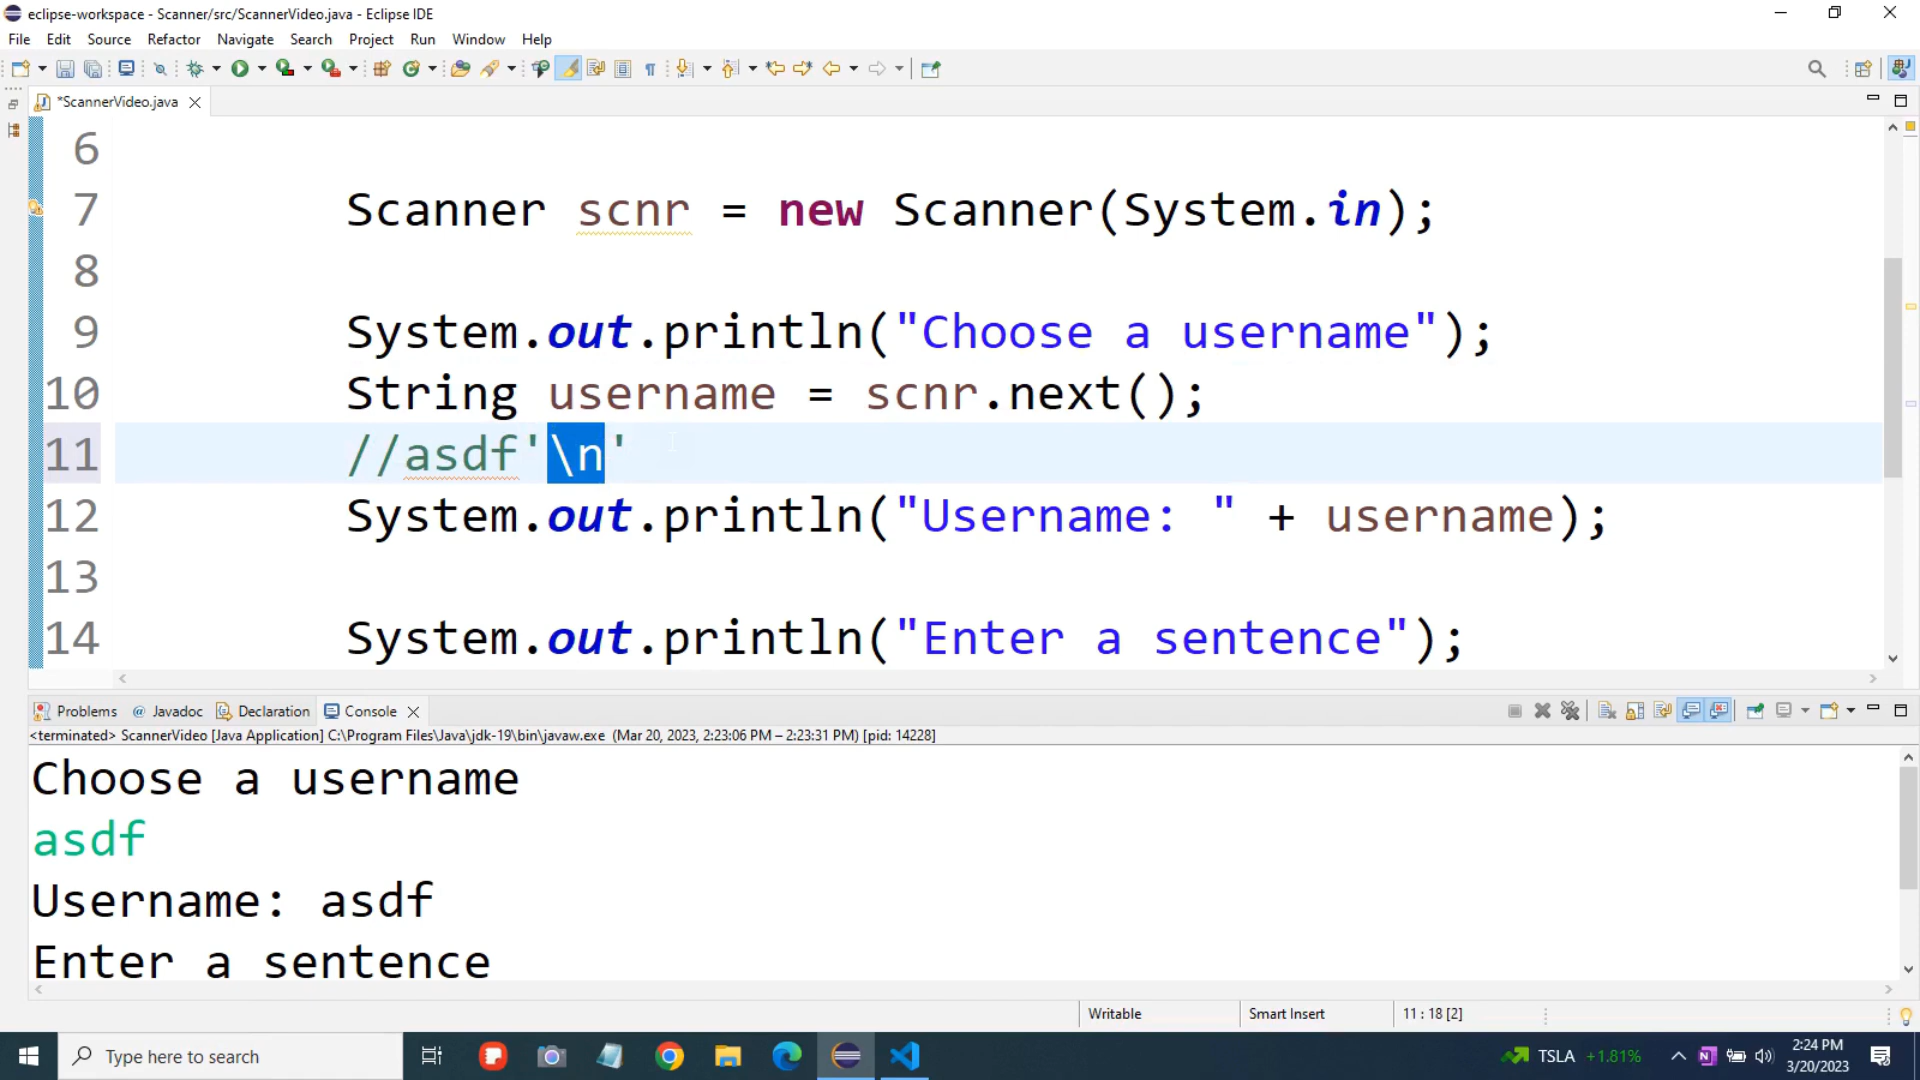 eclipse-workspace - Scanner/src/ScannerVideo.java - Eclipse IDE
File Edit Source Refactor Navigate Search Project Run Window Help
*ScannerVideo.java
6
7 Scanner scnr = new Scanner(System.in);
8
9 System.out.println("Choose a username");
10 String username = scnr.next();
11 //asdf'\n'
12 System.out.println("Username: " + username);
13
14 System.out.println("Enter a sentence");
Problems @ Javadoc Declaration Console
<terminated> ScannerVideo [Java Application] C:\Program Files\Java\jdk-19\bin\javaw.exe (Mar 20, 2023, 2:23:06 PM – 2:23:31 PM) [pid: 14228]
Choose a username
asdf
Username: asdf
Enter a sentence
Writable Smart Insert 11 : 18 [2]
Type here to search TSLA +1.81% 2:24 PM
3/20/2023